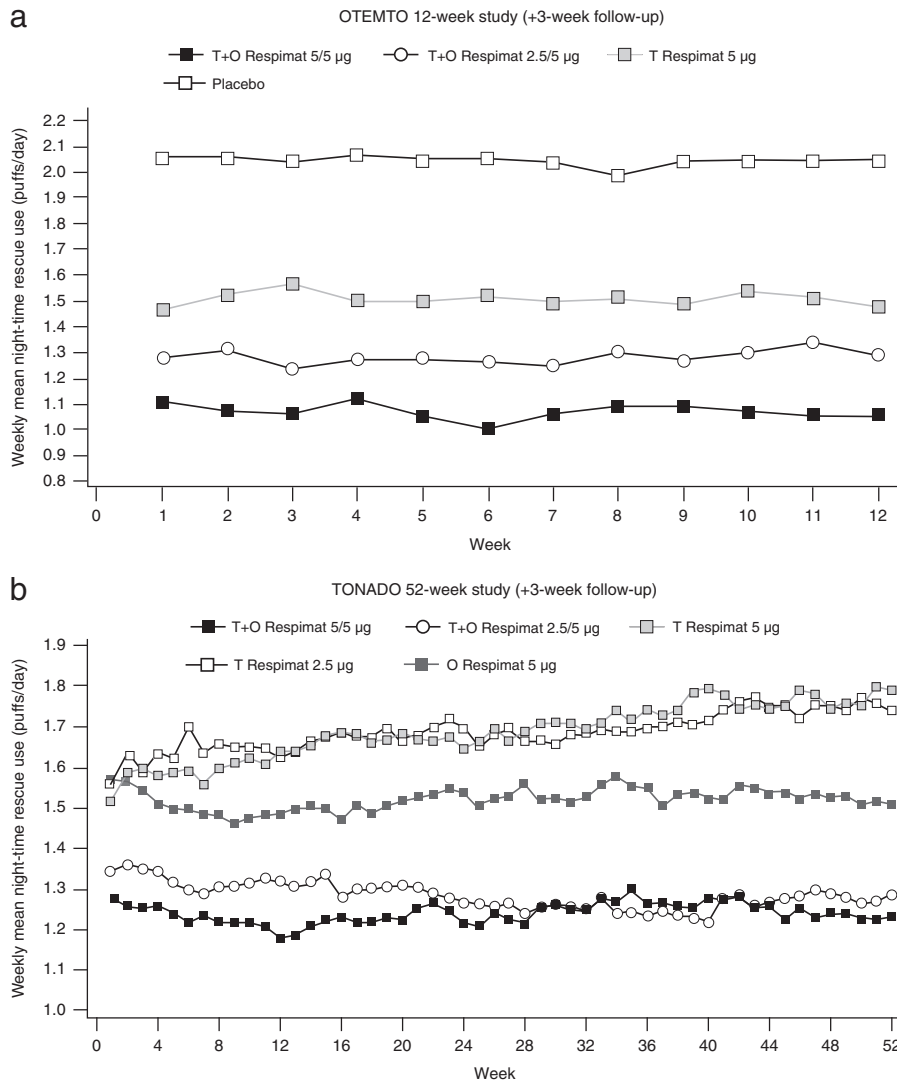 a
OTEMTO 12-week study (+3-week follow-up)
T+O Respimat 5/5 µg T+O Respimat 2.5/5 µg T Respimat 5 µg
Placebo
Weekly mean night-time rescue use (puffs/day)
2.2
2.1
2.0
1.9
1.8
1.7
1.6
1.5
1.4
1.3
1.2
1.1
1.0
0.9
0.8
0 1 2 3 4 5 6 7 8 9 10 11 12
Week
b
TONADO 52-week study (+3-week follow-up)
T+O Respimat 5/5 µg T+O Respimat 2.5/5 µg T Respimat 5 µg
T Respimat 2.5 µg O Respimat 5 µg
Weekly mean night-time rescue use (puffs/day)
1.9
1.8
1.7
1.6
1.5
1.4
1.3
1.2
1.1
1.0
0 4 8 12 16 20 24 28 32 36 40 44 48 52
Week